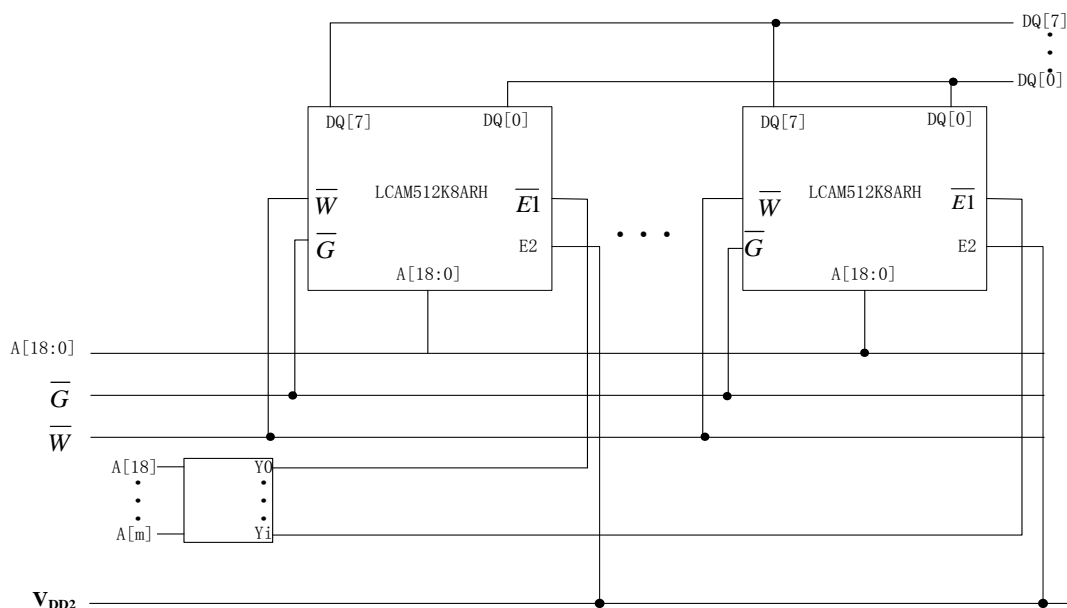 DQ[7]
DQ[0]
DQ[7] DQ[0]
W̅ LCAM512K8ARH E1̅
G̅ E2
A[18:0]
DQ[7] DQ[0]
W̅ LCAM512K8ARH E1̅
G̅ E2
A[18:0]
A[18:0]
G̅
W̅
A[18] Y0
A[m] Yi
VDD2